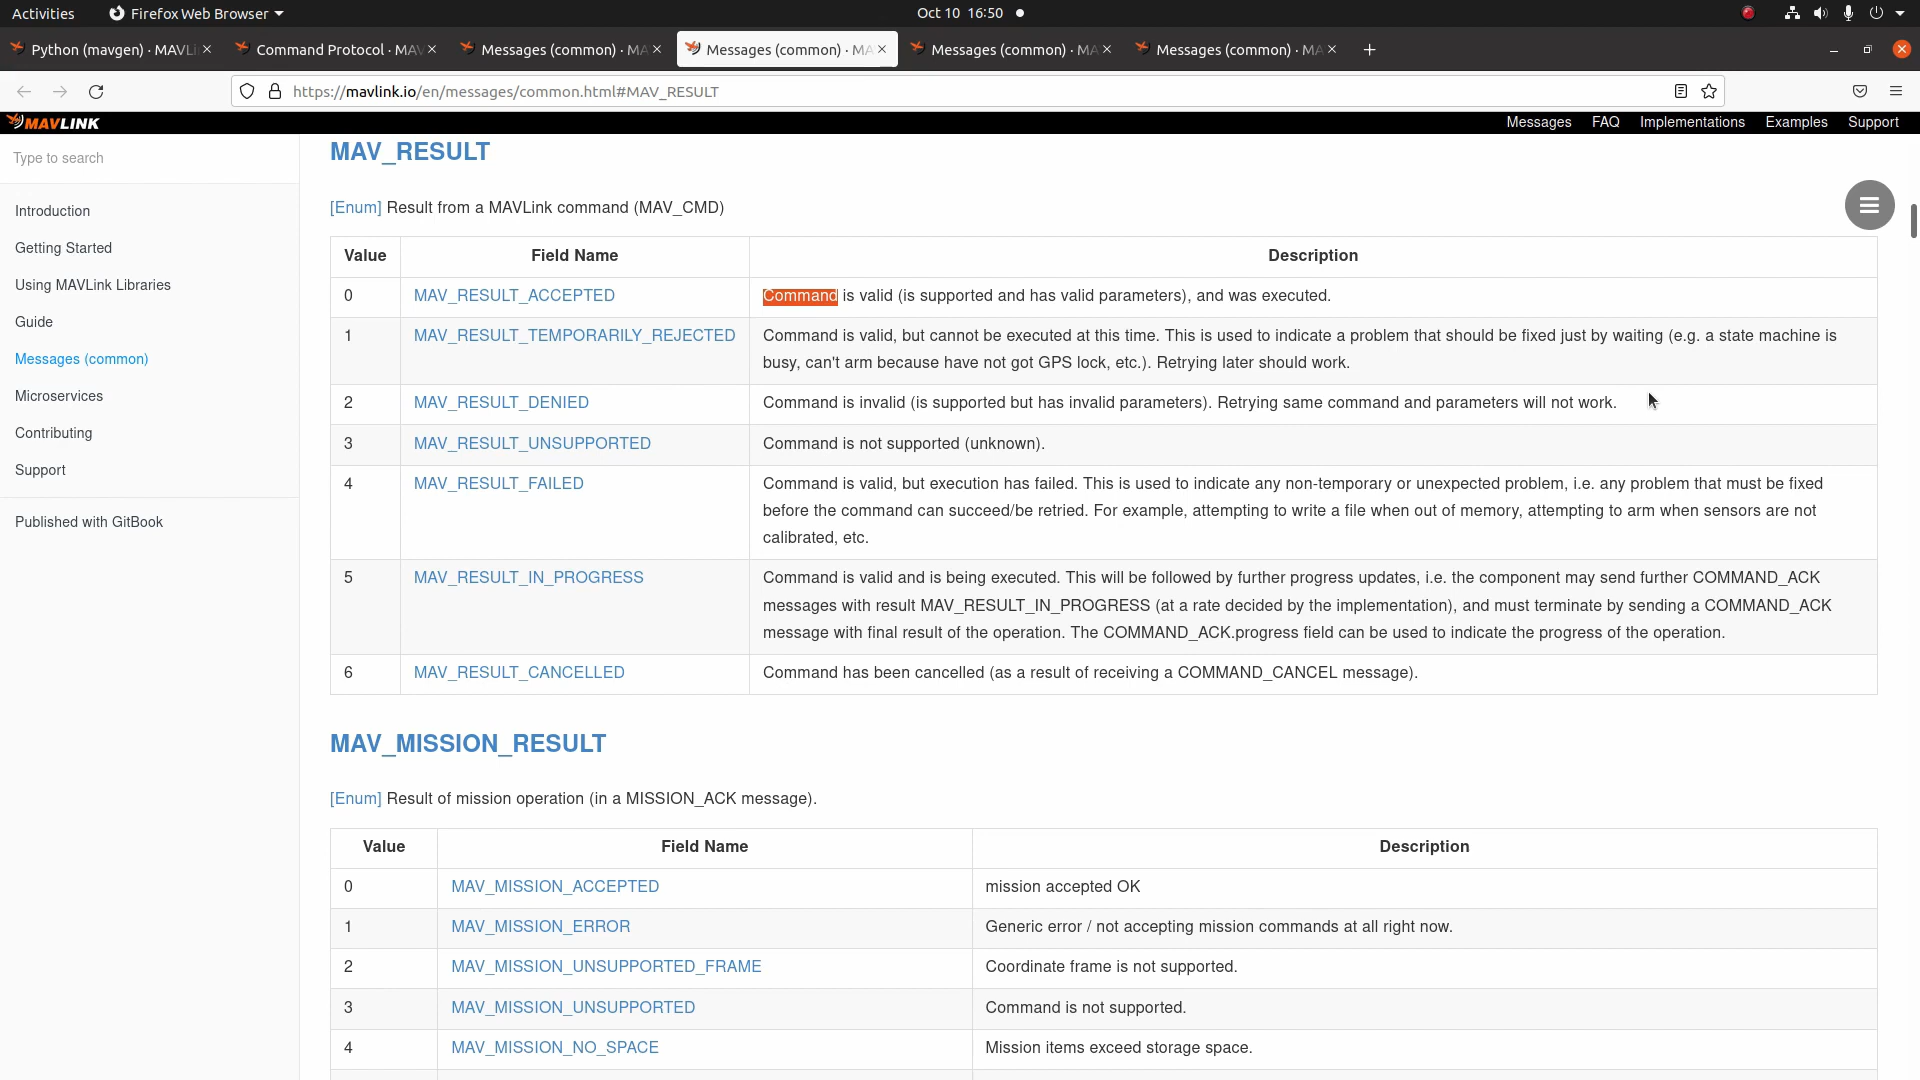 Activities Firefox Web Browser Oct 10 16:50
Python (mavgen) · MAVLi Command Protocol · MAV Messages (common) · MA Messages (common) · MA Messages (common) · MA Messages (common) · MA
https://mavlink.io/en/messages/common.html#MAV_RESULT
MAVLINK Messages FAQ Implementations Examples Support
Type to search
Introduction
Getting Started
Using MAVLink Libraries
Guide
Messages (common)
Microservices
Contributing
Support
Published with GitBook
MAV_RESULT
[Enum] Result from a MAVLink command (MAV_CMD)
Value Field Name Description
0 MAV_RESULT_ACCEPTED Command is valid (is supported and has valid parameters), and was executed.
1 MAV_RESULT_TEMPORARILY_REJECTED Command is valid, but cannot be executed at this time. This is used to indicate a problem that should be fixed just by waiting (e.g. a state machine is
busy, can't arm because have not got GPS lock, etc.). Retrying later should work.
2 MAV_RESULT_DENIED Command is invalid (is supported but has invalid parameters). Retrying same command and parameters will not work.
3 MAV_RESULT_UNSUPPORTED Command is not supported (unknown).
4 MAV_RESULT_FAILED Command is valid, but execution has failed. This is used to indicate any non-temporary or unexpected problem, i.e. any problem that must be fixed
before the command can succeed/be retried. For example, attempting to write a file when out of memory, attempting to arm when sensors are not
calibrated, etc.
5 MAV_RESULT_IN_PROGRESS Command is valid and is being executed. This will be followed by further progress updates, i.e. the component may send further COMMAND_ACK
messages with result MAV_RESULT_IN_PROGRESS (at a rate decided by the implementation), and must terminate by sending a COMMAND_ACK
message with final result of the operation. The COMMAND_ACK.progress field can be used to indicate the progress of the operation.
6 MAV_RESULT_CANCELLED Command has been cancelled (as a result of receiving a COMMAND_CANCEL message).
MAV_MISSION_RESULT
[Enum] Result of mission operation (in a MISSION_ACK message).
Value Field Name Description
0 MAV_MISSION_ACCEPTED mission accepted OK
1 MAV_MISSION_ERROR Generic error / not accepting mission commands at all right now.
2 MAV_MISSION_UNSUPPORTED_FRAME Coordinate frame is not supported.
3 MAV_MISSION_UNSUPPORTED Command is not supported.
4 MAV_MISSION_NO_SPACE Mission items exceed storage space.